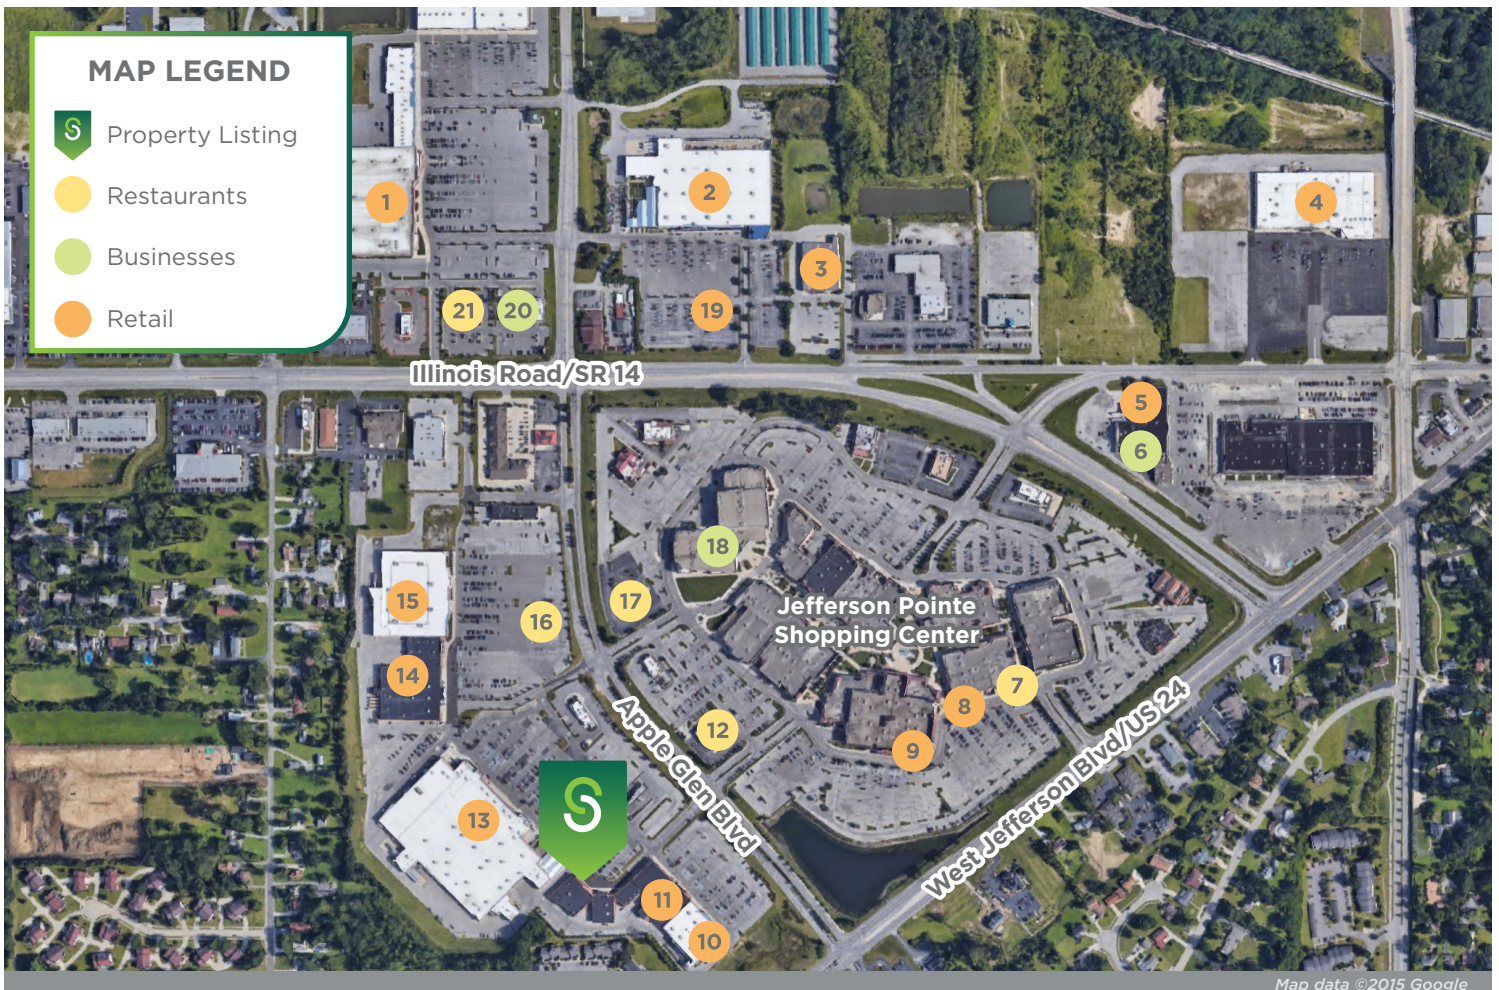 MAP LEGEND
S
Property Listing
Restaurants
Businesses
Retail
1
2
3
4
21
20
19
Illinois Road/SR 14
5
6
18
15
17
16
Jefferson Pointe
Shopping Center
14
7
8
12
9
Apple Glen Blvd
West Jefferson Blvd/US 24
13
S
11
10
Map data ©2015 Google